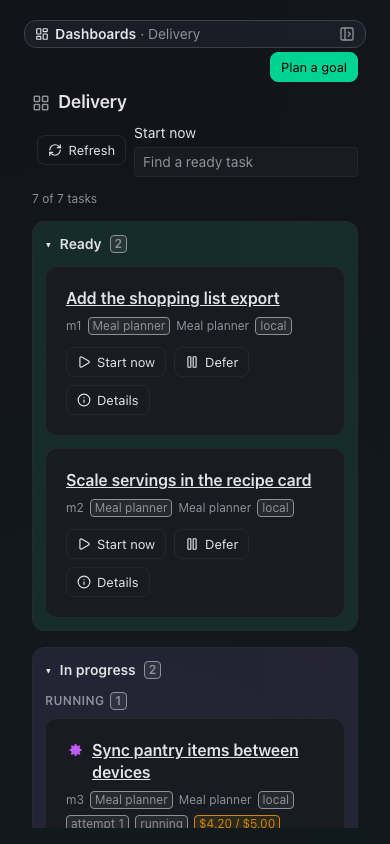 Dashboards · Delivery
Plan a goal
Delivery
Start now
Refresh
Find a ready task
7 of 7 tasks
Ready 2
Add the shopping list export
m1 Meal planner Meal planner local
Start now Defer
Details
Scale servings in the recipe card
m2 Meal planner Meal planner local
Start now Defer
Details
In progress 2
RUNNING 1
Sync pantry items between
devices
m3 Meal planner Meal planner local
attempt 1 running $4.20 / $5.00